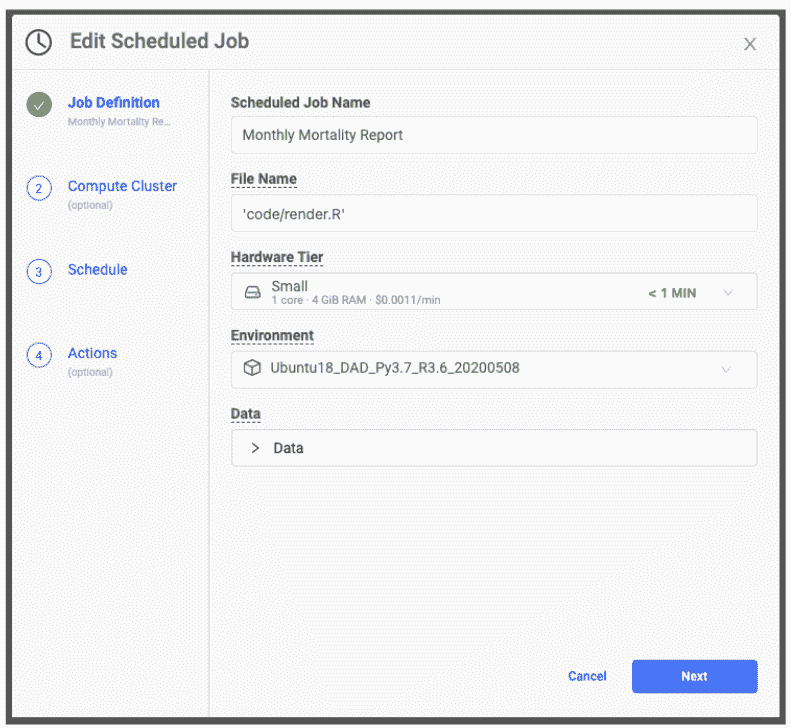 Edit Scheduled Job
X
Job Definition
Monthly Mortality Re...
2
Compute Cluster
(optional)
3
Schedule
4
Actions
(optional)
Scheduled Job Name
Monthly Mortality Report
File Name
'code/render.R'
Hardware Tier
Small
1 core · 4 GiB RAM · $0.0011/min
< 1 MIN
Environment
Ubuntu18_DAD_Py3.7_R3.6_20200508
Data
Data
Cancel
Next